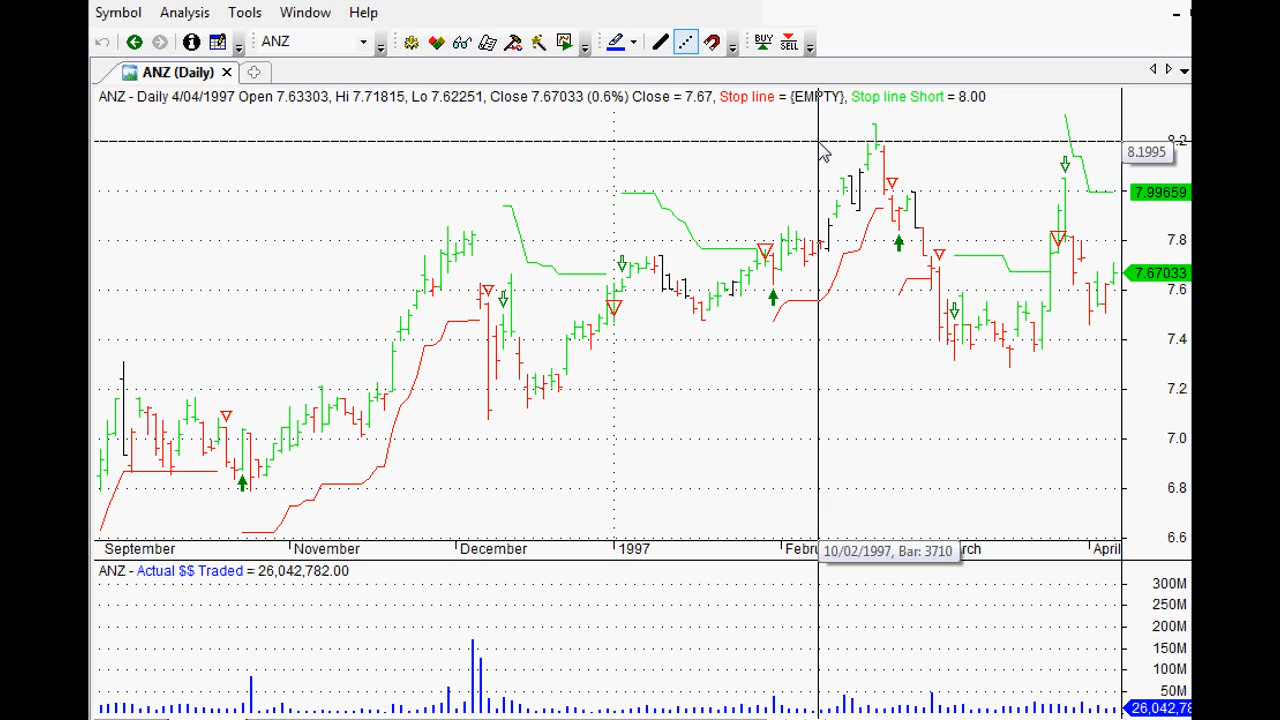 Symbol Analysis Tools Window Help
ANZ BUY SELL
ANZ (Daily)
ANZ - Daily 4/04/1997 Open 7.63303, Hi 7.71815, Lo 7.62251, Close 7.67033 (0.6%) Close = 7.67, Stop line = {EMPTY}, Stop line Short = 8.00
8.2
8.1995
7.99659
7.8
7.67033
7.6
7.4
7.2
7.0
6.8
6.6
September November December 1997 Febru rch April
10/02/1997, Bar: 3710
ANZ - Actual $$ Traded = 26,042,782.00
300M
250M
200M
150M
100M
50M
26,042,78